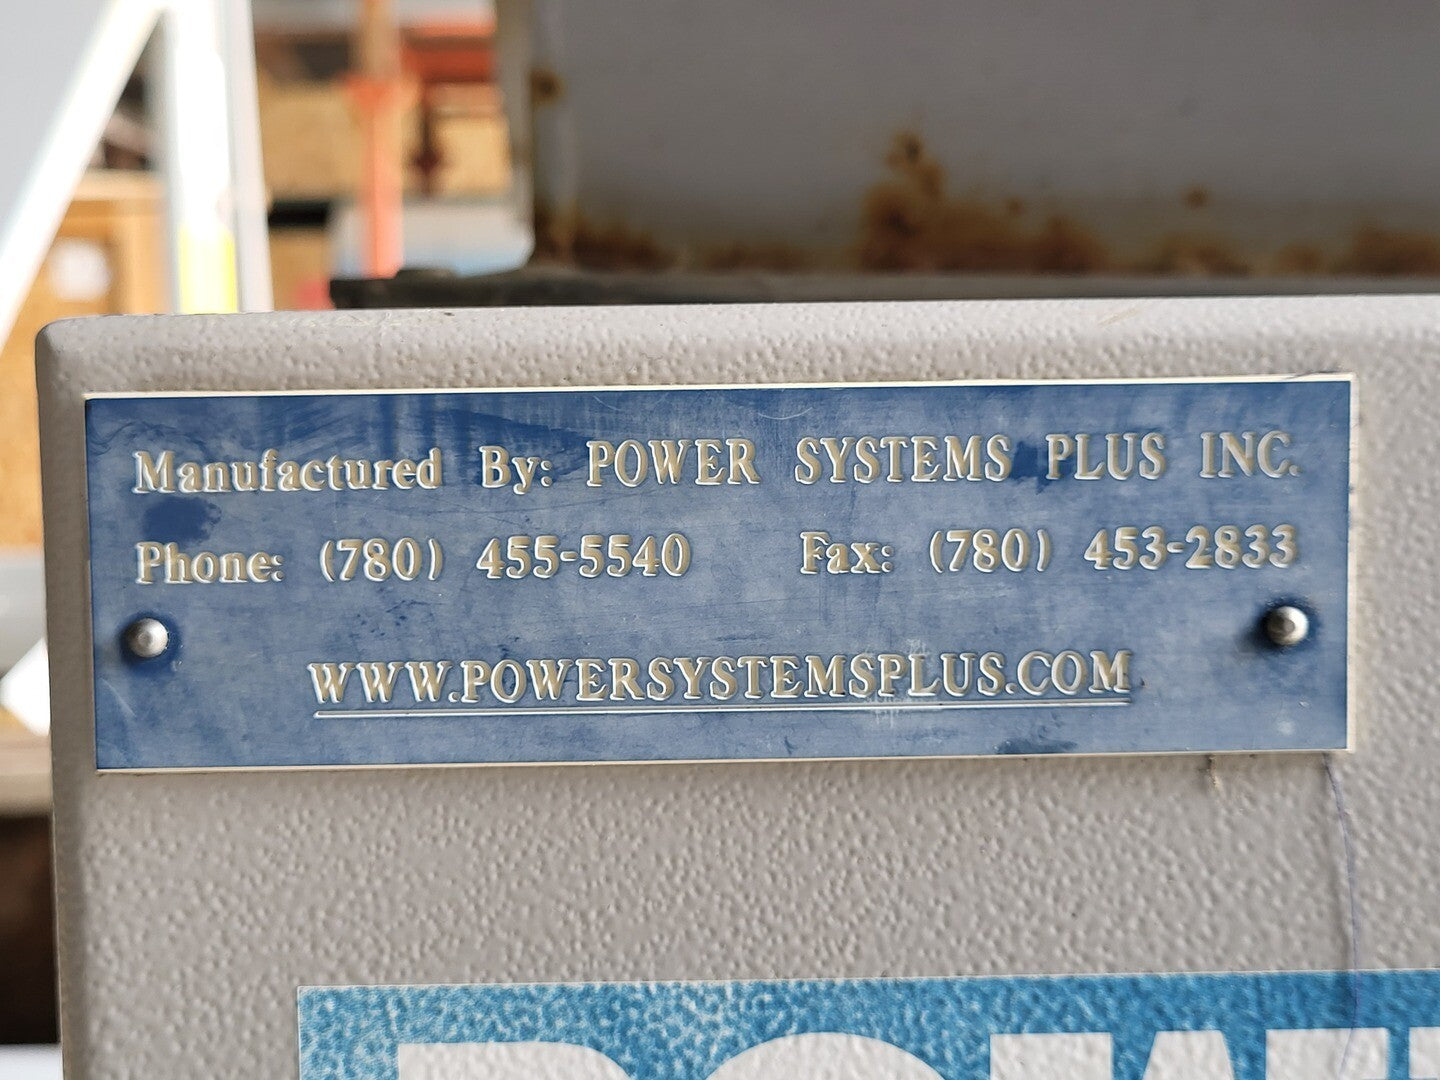 Manufactured By: POWER SYSTEMS PLUS INC.
Phone: (780) 455-5540 Fax: (780) 453-2833
WWW.POWERSYSTEMSPLUS.COM